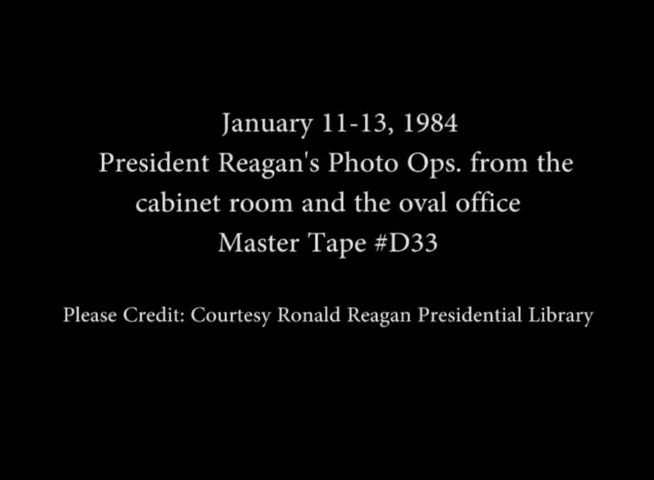 January 11-13, 1984
President Reagan's Photo Ops. from the
cabinet room and the oval office
Master Tape #D33
Please Credit: Courtesy Ronald Reagan Presidential Library